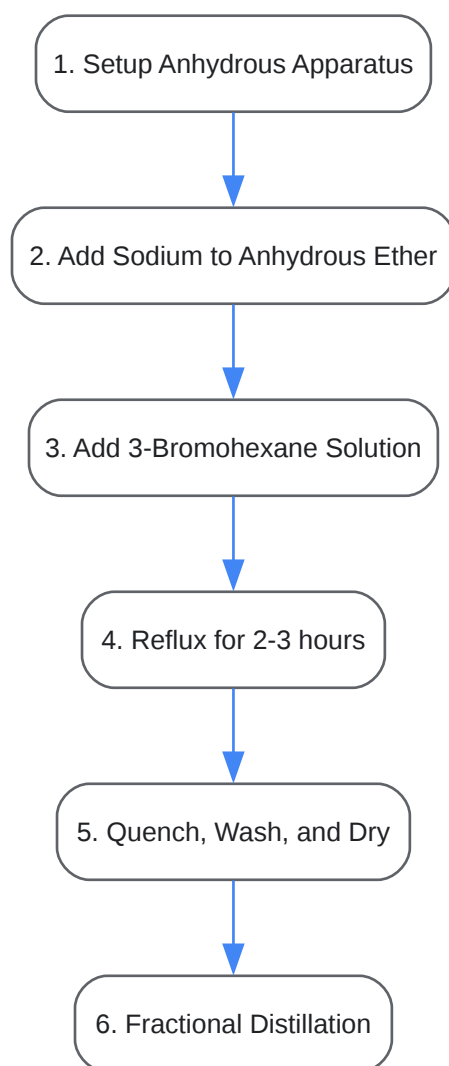 1. Setup Anhydrous Apparatus
2. Add Sodium to Anhydrous Ether
3. Add 3-Bromohexane Solution
4. Reflux for 2-3 hours
5. Quench, Wash, and Dry
6. Fractional Distillation